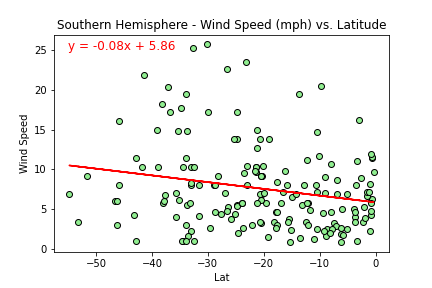 Southern Hemisphere - Wind Speed (mph) vs. Latitude
y = -0.08x + 5.86
25
20
15
10
5
0
Wind Speed
−50 −40 −30 −20 −10 0
Lat